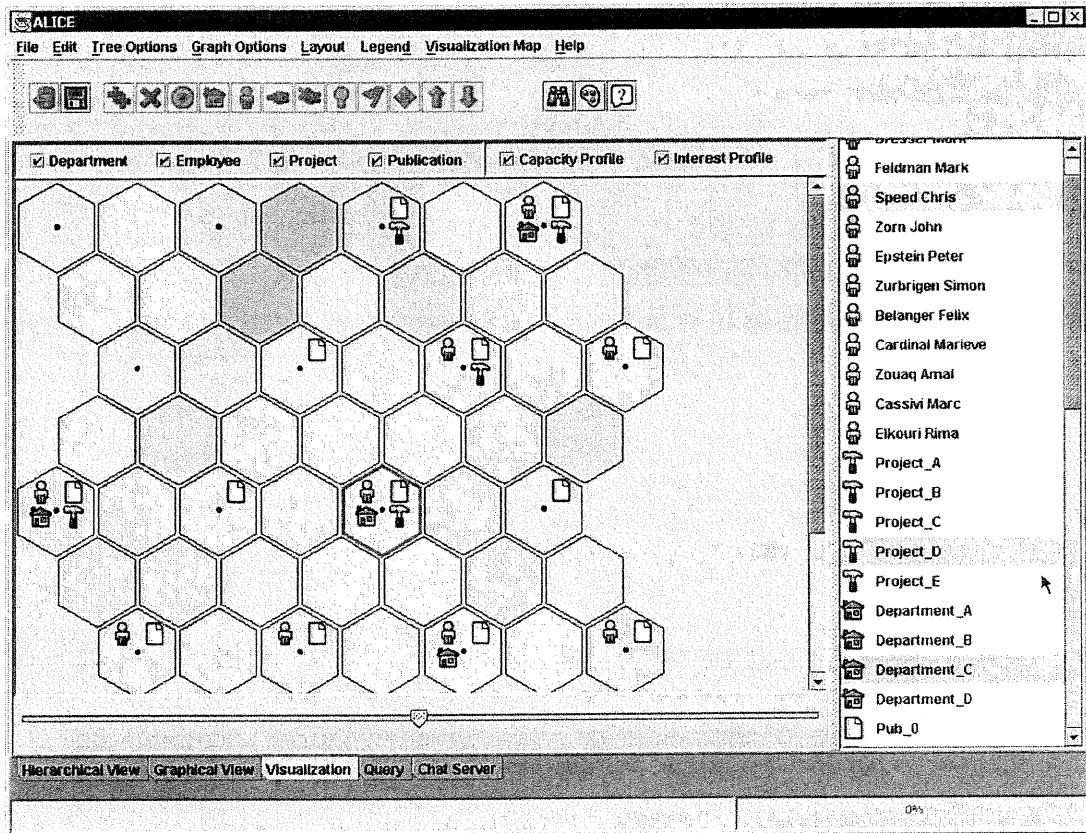 ALICE
File Edit Tree Options Graph Options Layout Legend Visualization Map Help
Department Employee Project Publication Capacity Profile Interest Profile
Feldman Mark
Speed Chris
Zorn John
Epstein Peter
Zurbrigen Simon
Belanger Felix
Cardinal Marieve
Zouaq Amal
Cassivi Marc
Elkouri Rima
Project_A
Project_B
Project_C
Project_D
Project_E
Department_A
Department_B
Department_C
Department_D
Pub_0
Hierarchical View Graphical View Visualization Query Chat Server
0%